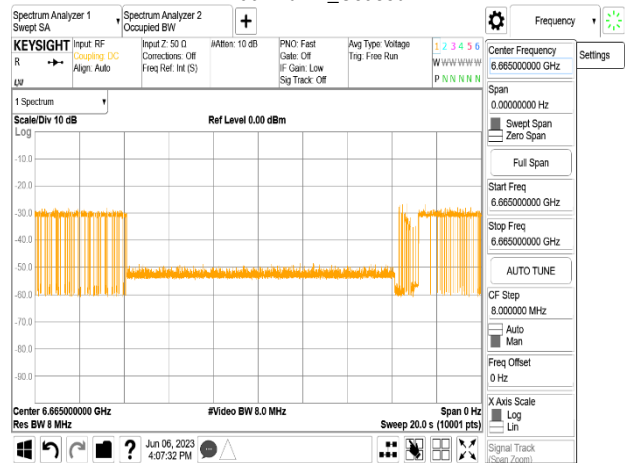 Spectrum Analyzer 1
Swept SA
Spectrum Analyzer 2
Occupied BW
+
Frequency
KEYSIGHT
R
Input: RF
Coupling: DC
Align: Auto
Input Z: 50 Ω
Corrections: Off
Freq Ref: Int (S)
#Atten: 10 dB
PNO: Fast
Gate: Off
IF Gain: Low
Sig Track: Off
Avg Type: Voltage
Trig: Free Run
1 2 3 4 5 6
W W W W W W
P N N N N N
Center Frequency
6.665000000 GHz
Settings
Span
0.00000000 Hz
Swept Span
Zero Span
Full Span
Start Freq
6.665000000 GHz
Stop Freq
6.665000000 GHz
AUTO TUNE
CF Step
8.000000 MHz
Auto
Man
Freq Offset
0 Hz
X Axis Scale
Log
Lin
Signal Track
(Span Zoom)
1 Spectrum
Scale/Div 10 dB
Ref Level 0.00 dBm
Log
-10.0
-20.0
-30.0
-40.0
-50.0
-60.0
-70.0
-80.0
-90.0
Center 6.665000000 GHz
#Video BW 8.0 MHz
Span 0 Hz
Res BW 8 MHz
Sweep 20.0 s (10001 pts)
?
Jun 06, 2023
4:07:32 PM